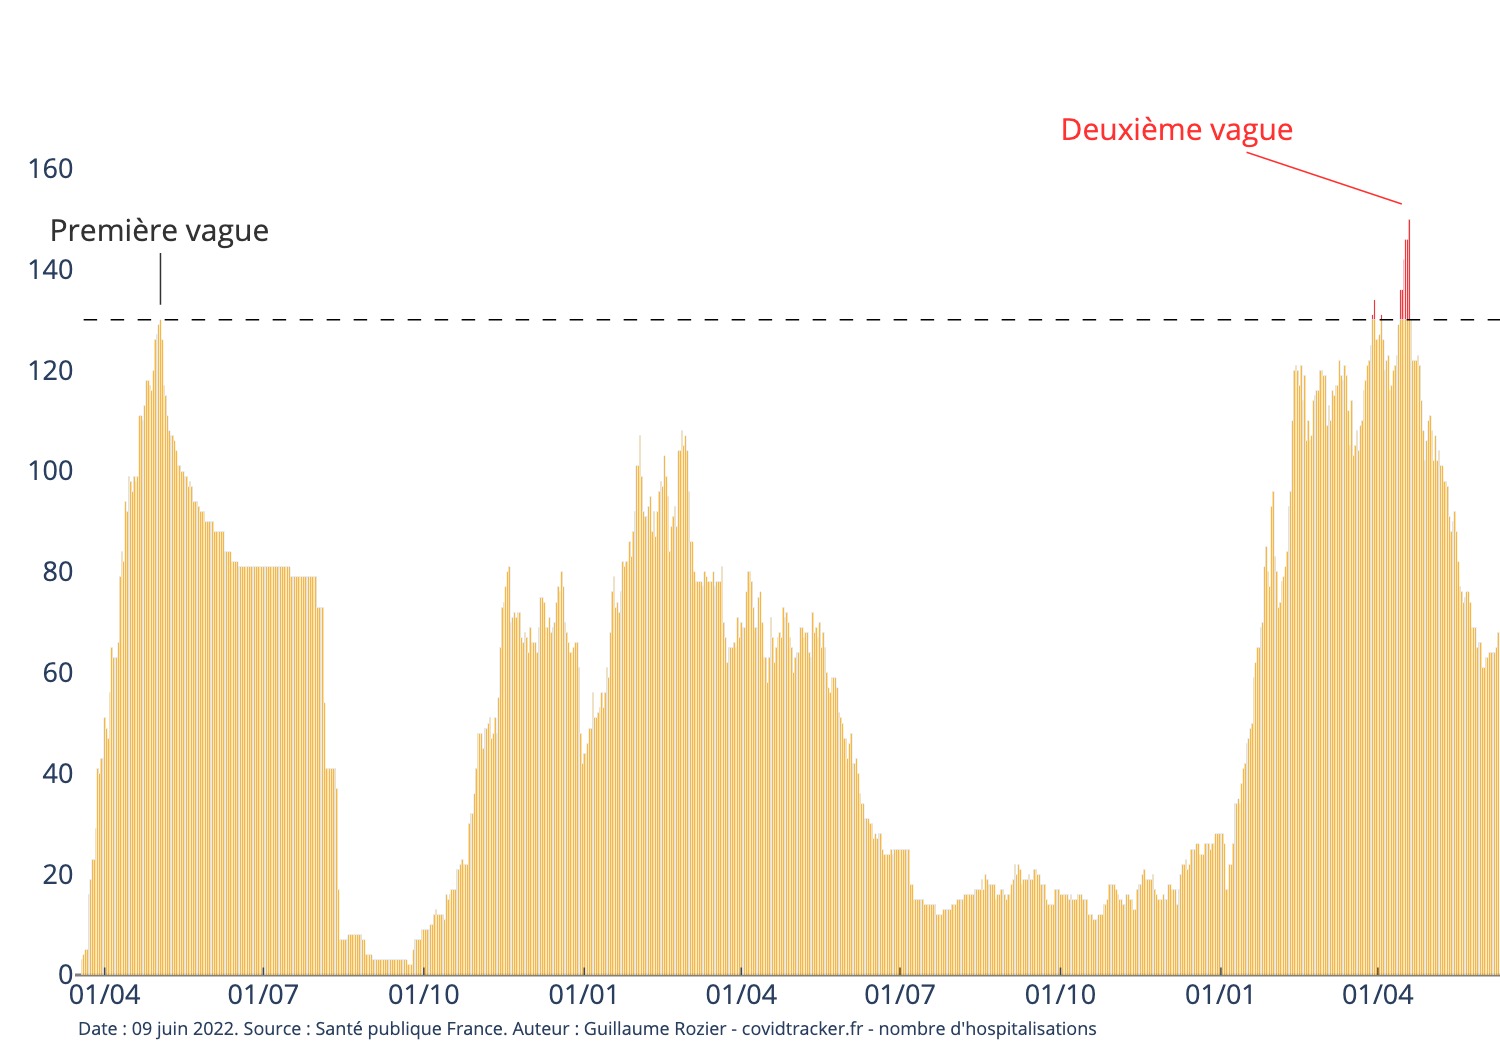 Deuxième vague
160
Première vague
140
120
100
80
60
40
20
0
01/04 01/07 01/10 01/01 01/04 01/07 01/10 01/01 01/04
Date : 09 juin 2022. Source : Santé publique France. Auteur : Guillaume Rozier - covidtracker.fr - nombre d'hospitalisations